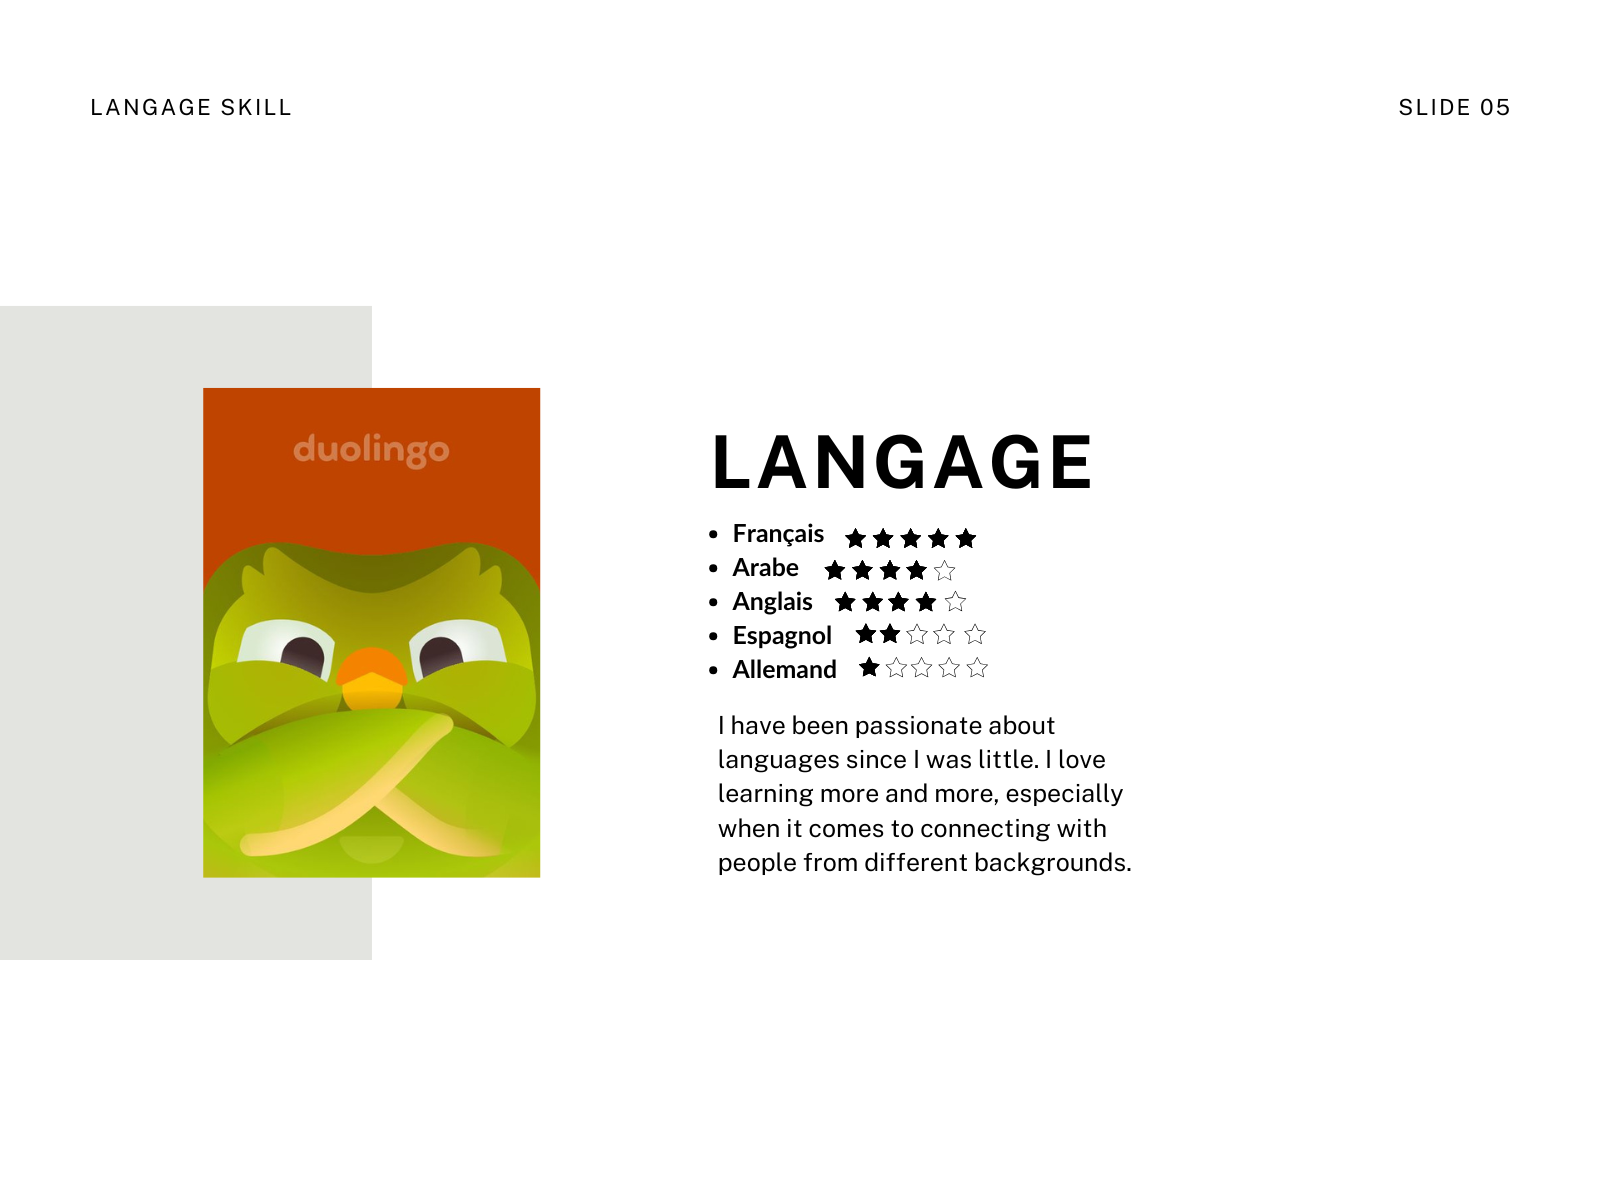 LANGAGE SKILL
SLIDE 05
duolingo
LANGAGE
• Français ★★★★★
• Arabe ★★★★☆
• Anglais ★★★★☆
• Espagnol ★★☆☆☆
• Allemand ★☆☆☆☆
I have been passionate about
languages since I was little. I love
learning more and more, especially
when it comes to connecting with
people from different backgrounds.